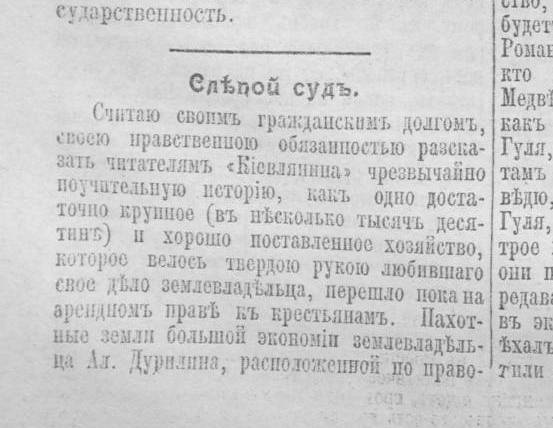 сударственность.
Слѣпой судъ.
Считаю своимъ гражданскимъ долгомъ,
своею нравственною обязанностью разска-
зать читателямъ «Кіевлянина» чрезвычайно
поучительную исторію, какъ одно доста-
точно крупное (въ нѣсколько тысячъ деся-
тинъ) и хорошо поставленное хозяйство,
которое велось твердою рукою любившаго
свое дѣло землевладѣльца, перешло пока на
арендномъ правѣ къ крестьянамъ. Пахот-
ные земли большой экономіи землевладѣль-
ца Ал. Дурилина, расположенной по право-
ство,
будет
Роман
кто
Медвѣ
какъ
Гуля,
тамъ
вѣдю,
Гуля,
трое
они п
редава
въ эк
ѣхалъ
тили